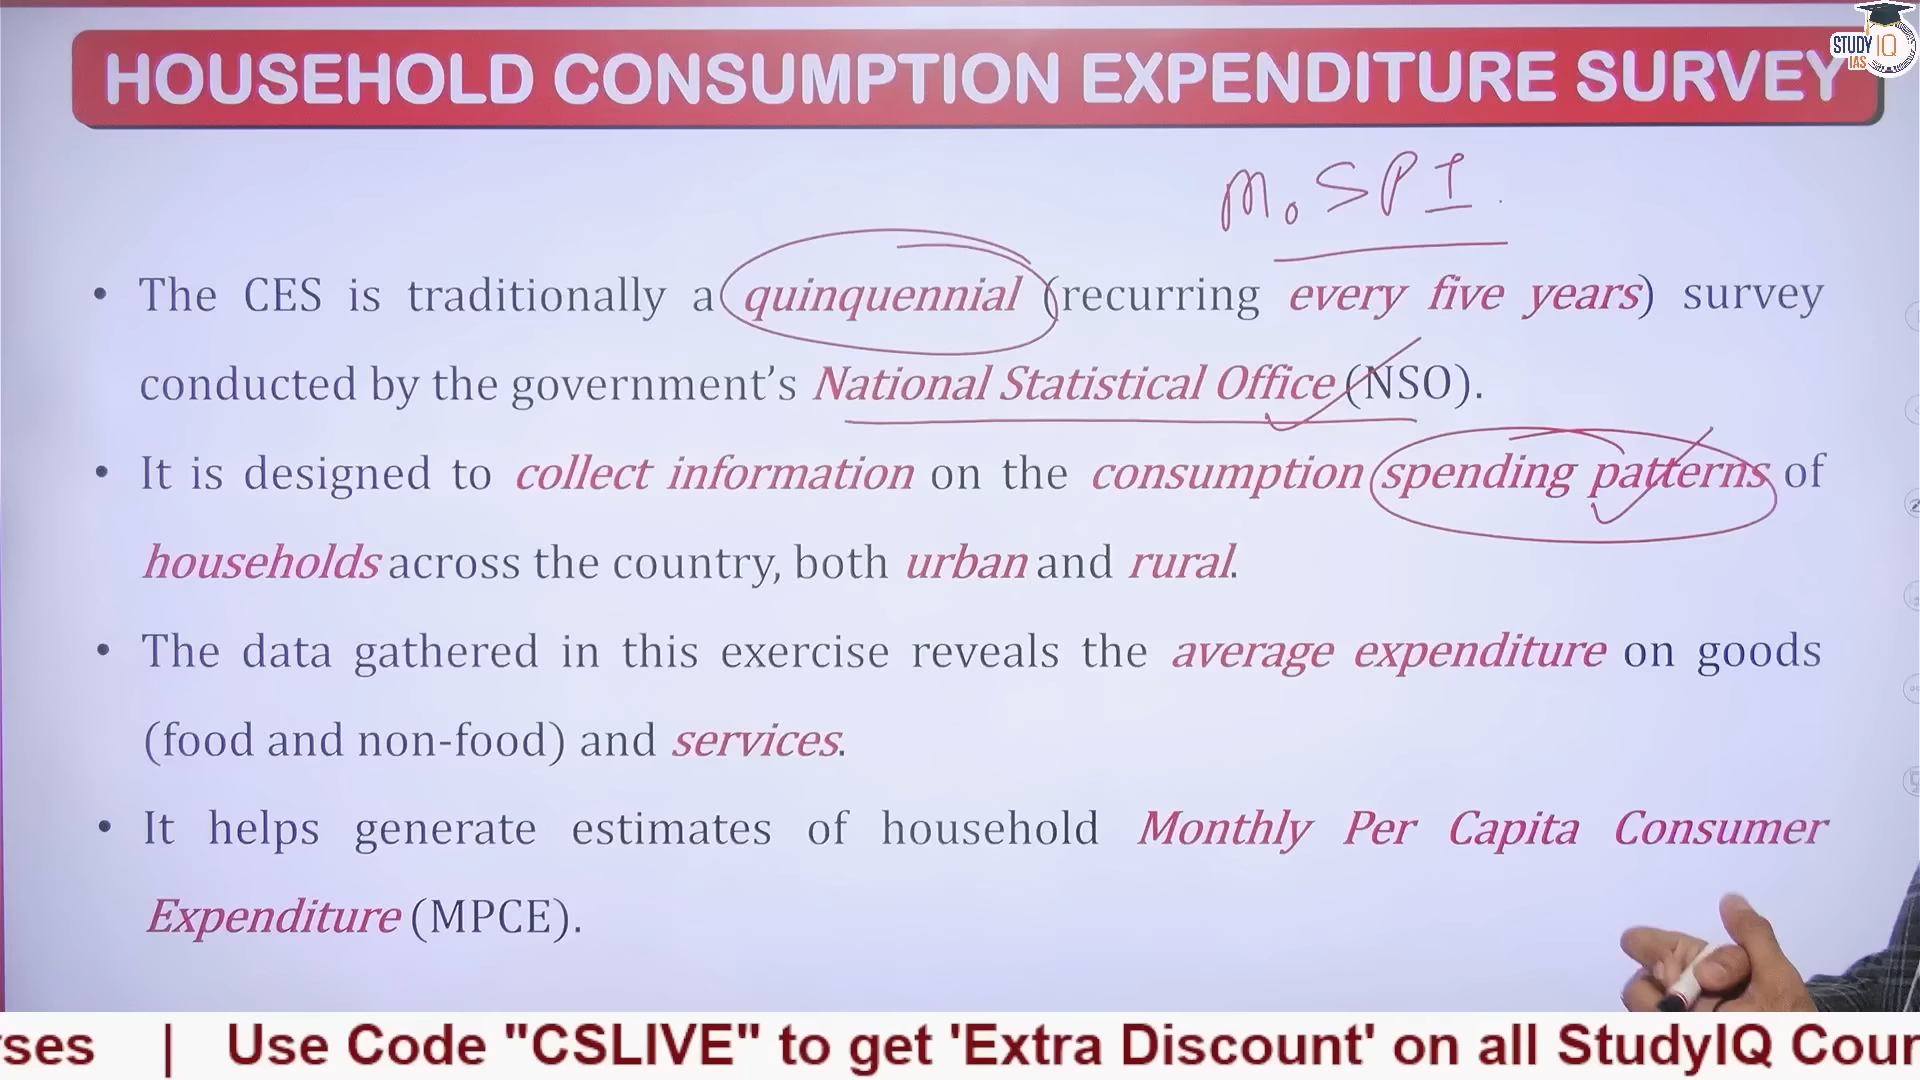 STUDY IQ
IAS
HOUSEHOLD CONSUMPTION EXPENDITURE SURVEY
MoSPI.
• The CES is traditionally a quinquennial (recurring every five years) survey
conducted by the government’s National Statistical Office (NSO).
• It is designed to collect information on the consumption spending patterns of
households across the country, both urban and rural.
• The data gathered in this exercise reveals the average expenditure on goods
(food and non-food) and services.
• It helps generate estimates of household Monthly Per Capita Consumer
Expenditure (MPCE).
rses | Use Code "CSLIVE" to get 'Extra Discount' on all StudyIQ Cour